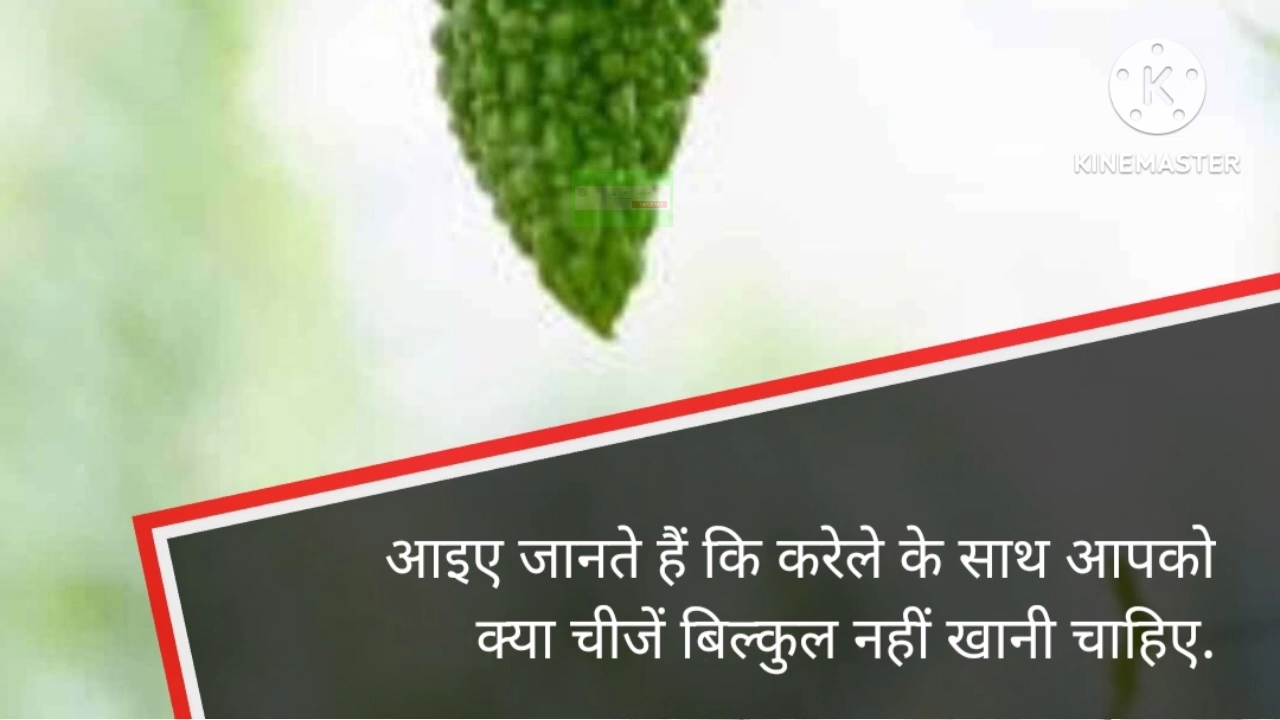 KINEMASTER
आइए जानते हैं कि करेले के साथ आपको
क्या चीजें बिल्कुल नहीं खानी चाहिए.